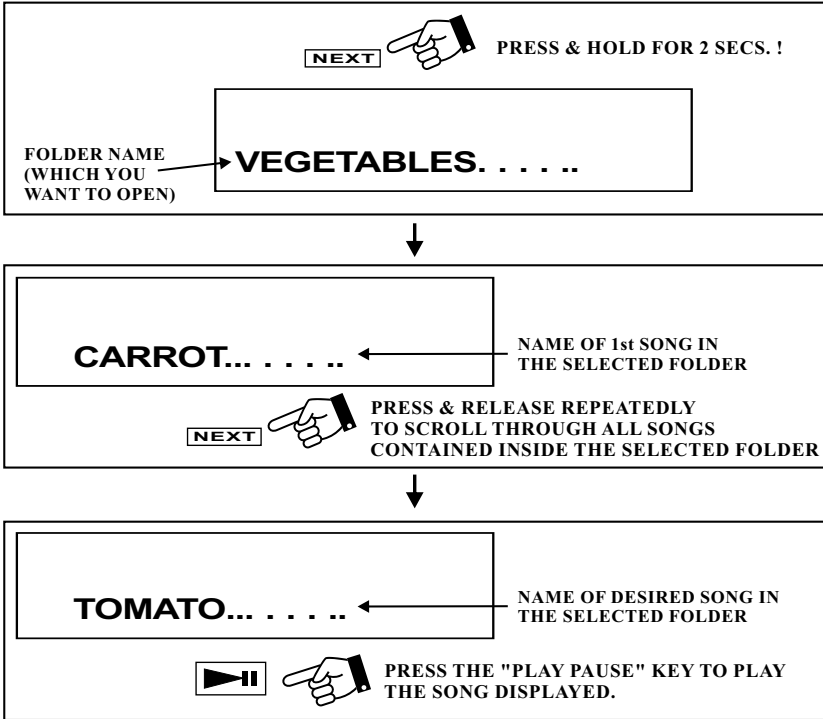 NEXT
PRESS & HOLD FOR 2 SECS. !
FOLDER NAME
(WHICH YOU
WANT TO OPEN)
VEGETABLES. . . . ..
CARROT... . . . ..
NAME OF 1st SONG IN
THE SELECTED FOLDER
NEXT
PRESS & RELEASE REPEATEDLY
TO SCROLL THROUGH ALL SONGS
CONTAINED INSIDE THE SELECTED FOLDER
TOMATO... . . . ..
NAME OF DESIRED SONG IN
THE SELECTED FOLDER
PRESS THE "PLAY PAUSE" KEY TO PLAY
THE SONG DISPLAYED.